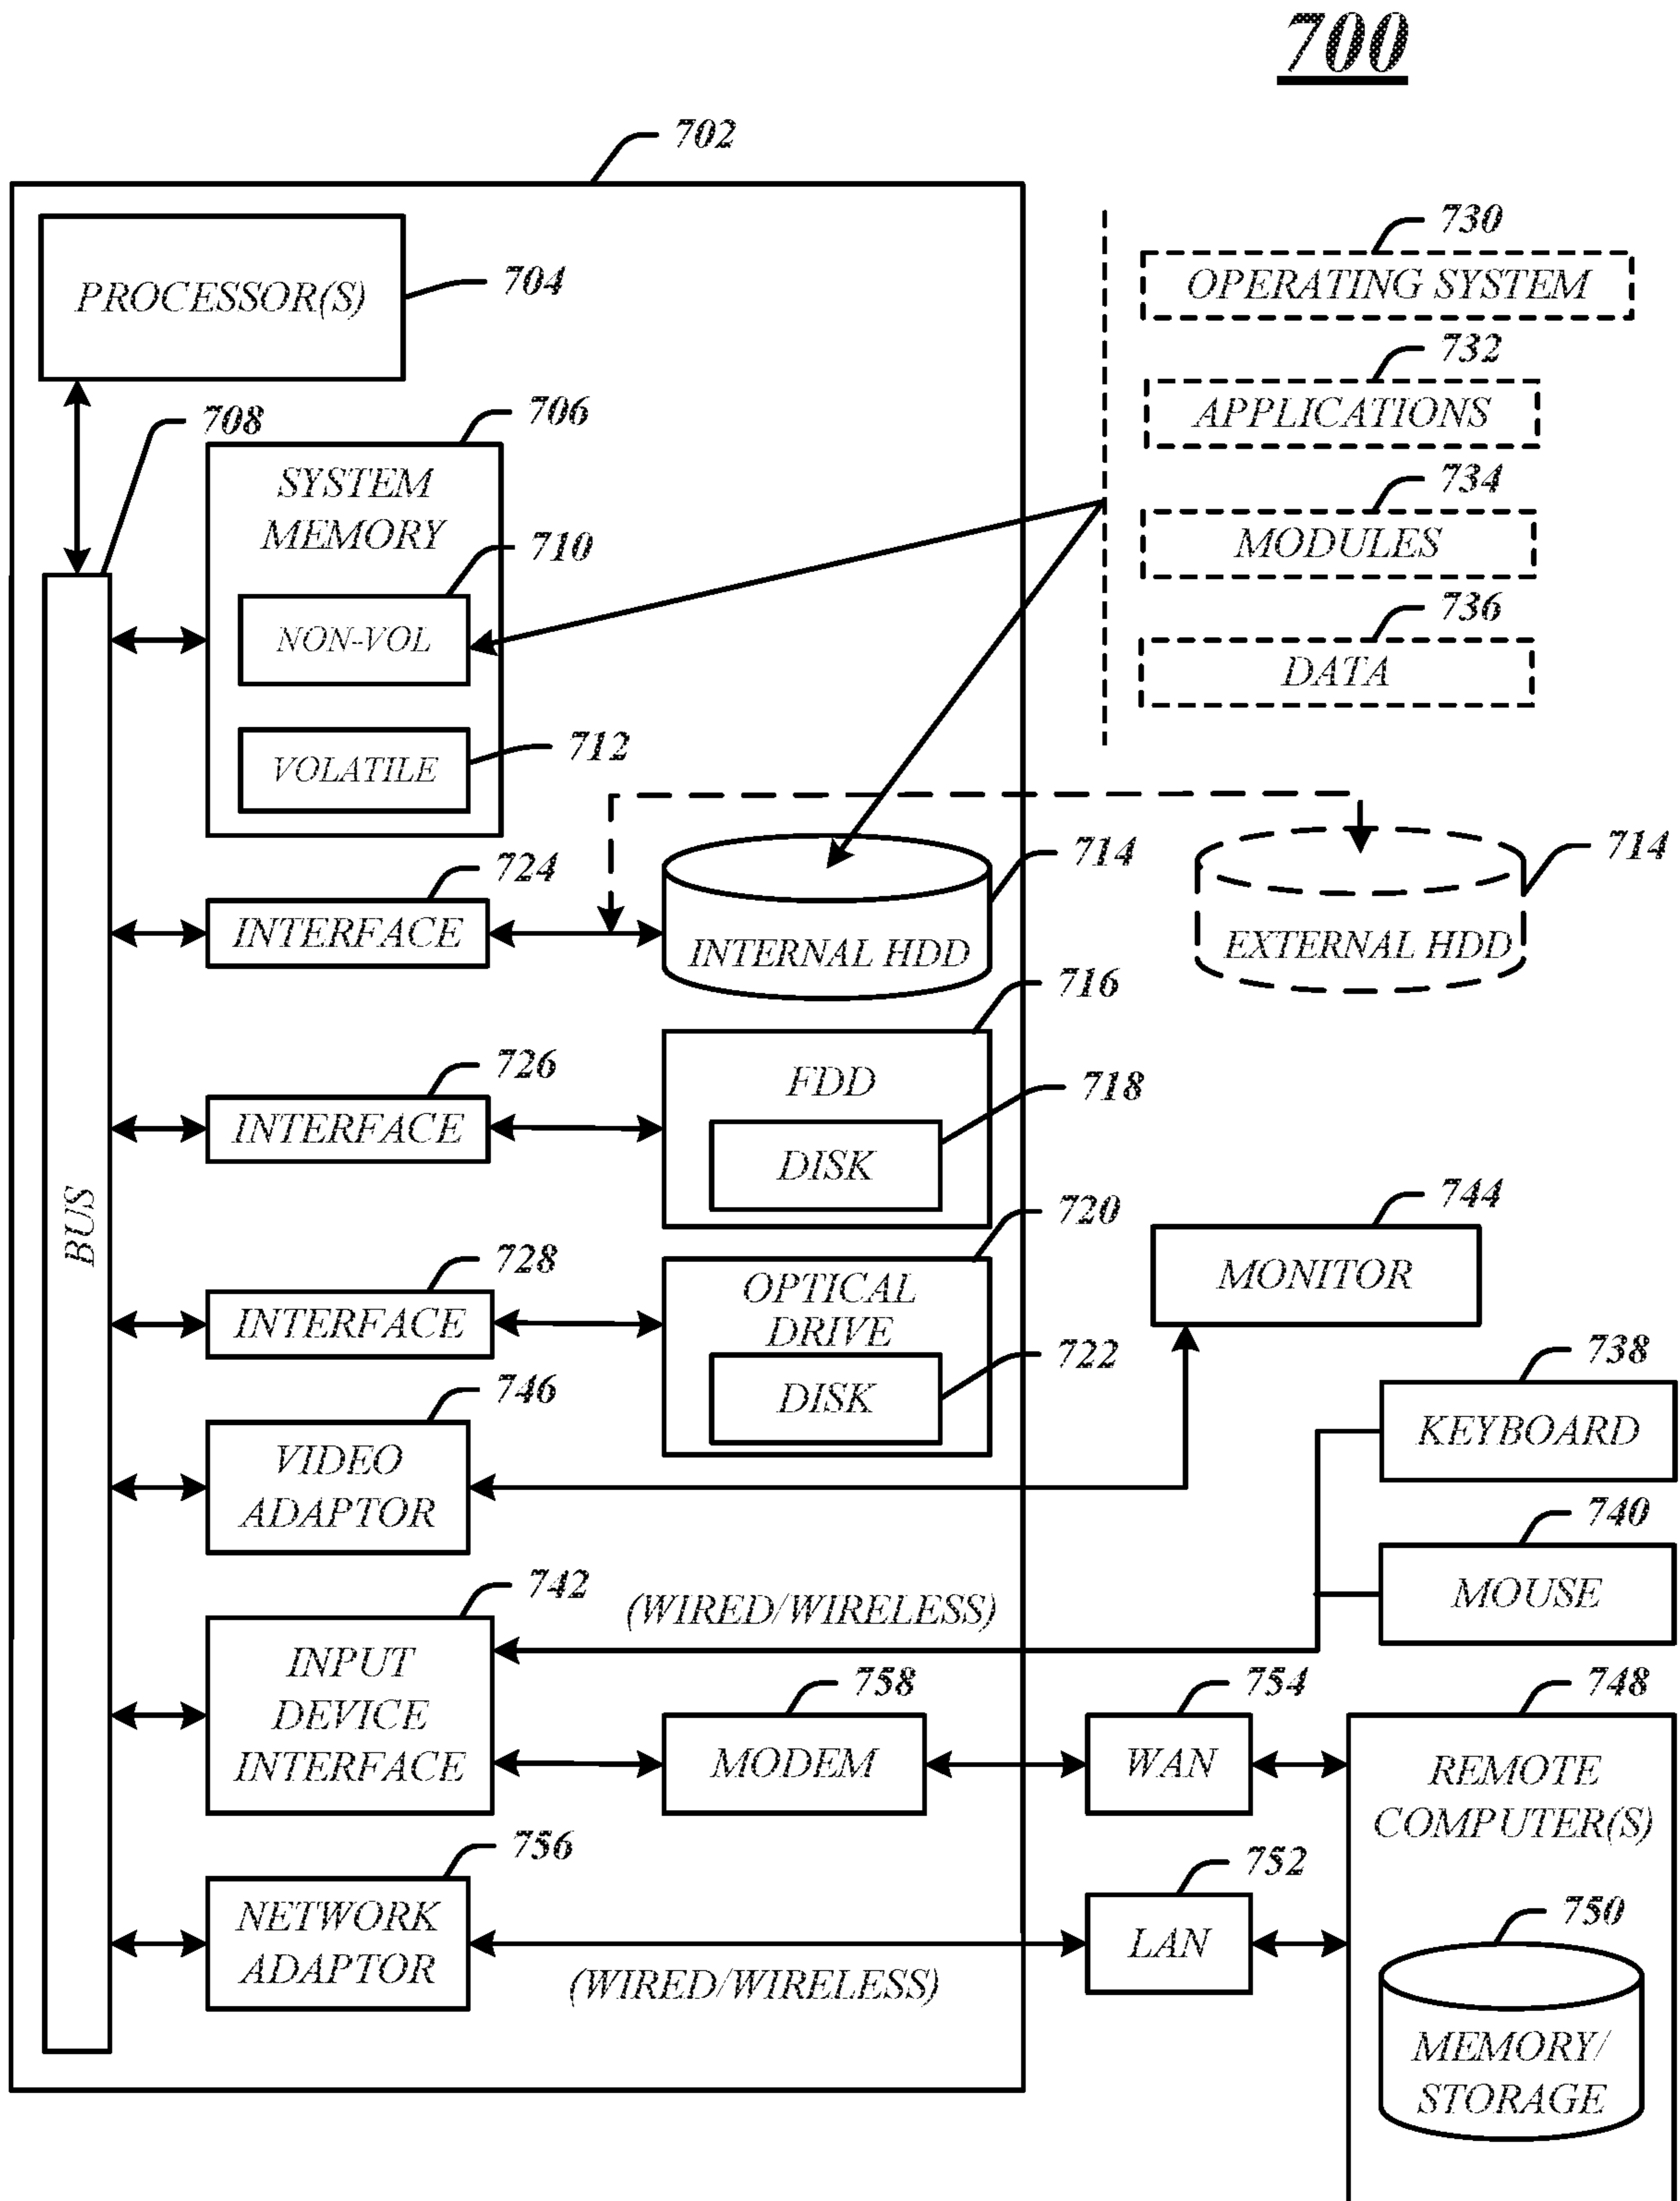 700
702
PROCESSOR(S)
704
730
OPERATING SYSTEM
732
APPLICATIONS
734
MODULES
736
DATA
708
706
SYSTEM
MEMORY
710
NON-VOL
712
VOLATILE
BUS
724
INTERFACE
714
INTERNAL HDD
714
EXTERNAL HDD
726
INTERFACE
716
FDD
718
DISK
728
INTERFACE
720
OPTICAL
DRIVE
722
DISK
744
MONITOR
746
VIDEO
ADAPTOR
738
KEYBOARD
740
MOUSE
742
INPUT
DEVICE
INTERFACE
(WIRED/WIRELESS)
758
MODEM
754
WAN
748
REMOTE
COMPUTER(S)
756
NETWORK
ADAPTOR
(WIRED/WIRELESS)
752
LAN
750
MEMORY/
STORAGE